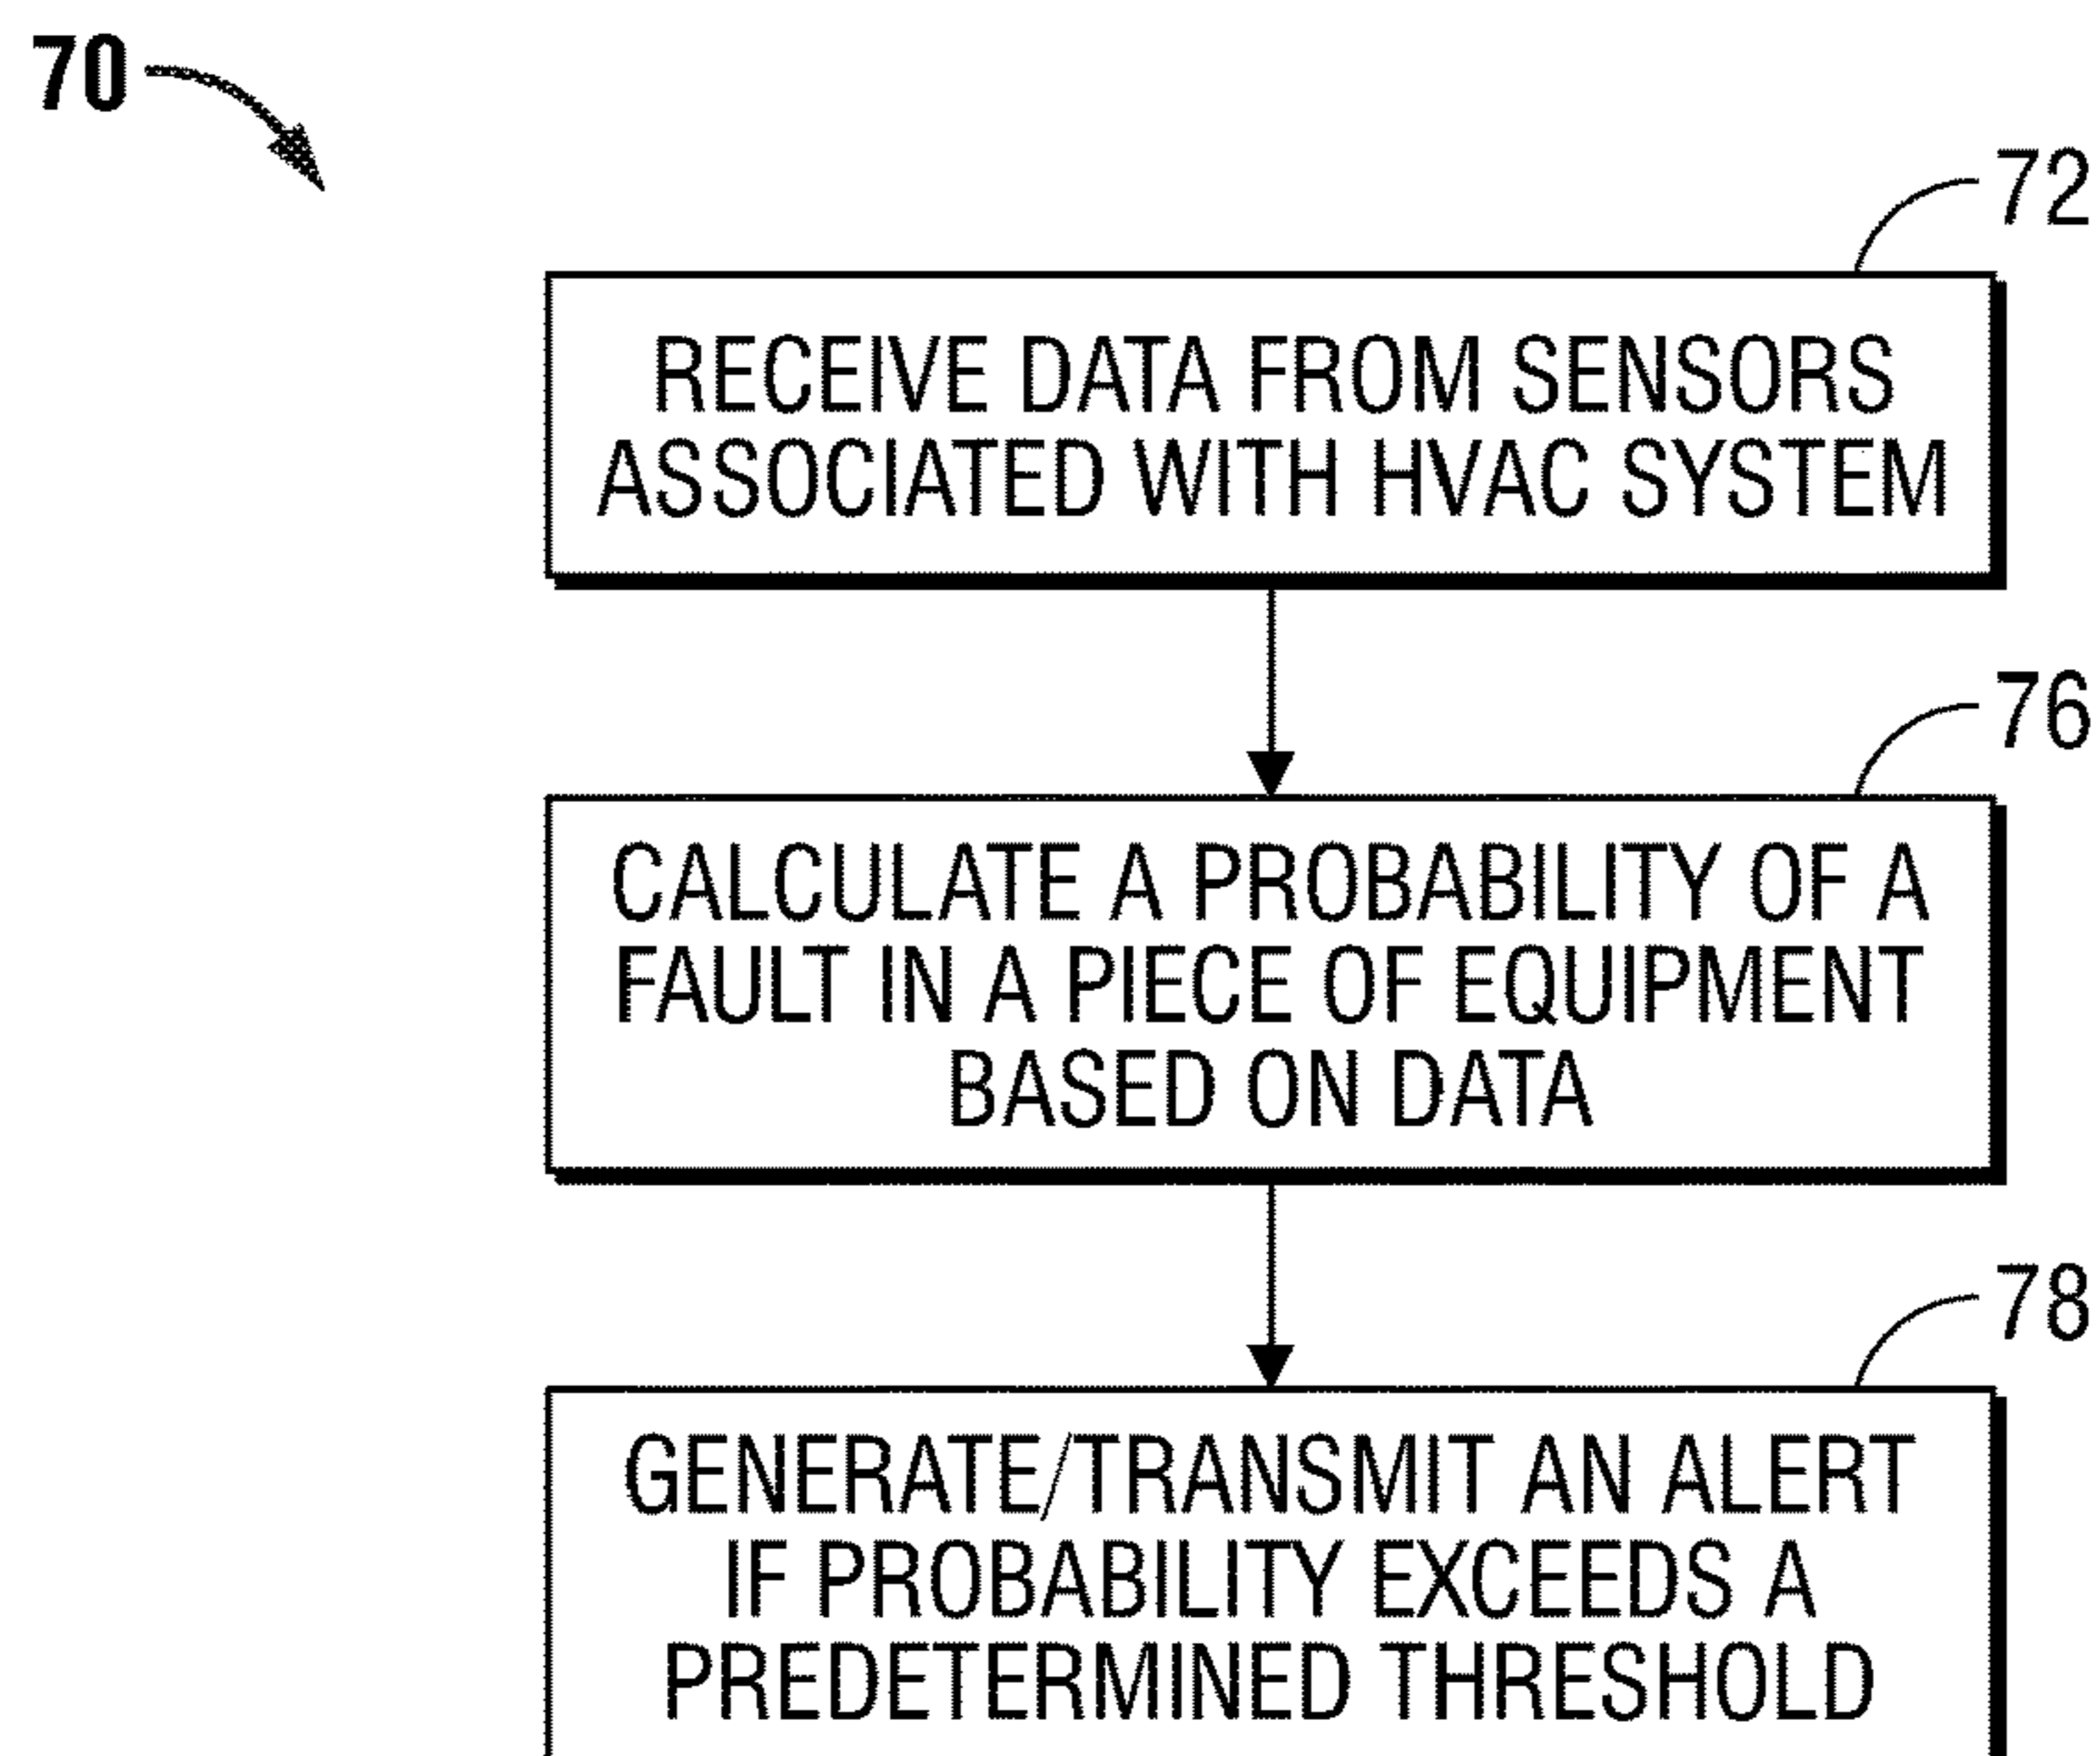 70
72
RECEIVE DATA FROM SENSORS
ASSOCIATED WITH HVAC SYSTEM
76
CALCULATE A PROBABILITY OF A
FAULT IN A PIECE OF EQUIPMENT
BASED ON DATA
78
GENERATE/TRANSMIT AN ALERT
IF PROBABILITY EXCEEDS A
PREDETERMINED THRESHOLD